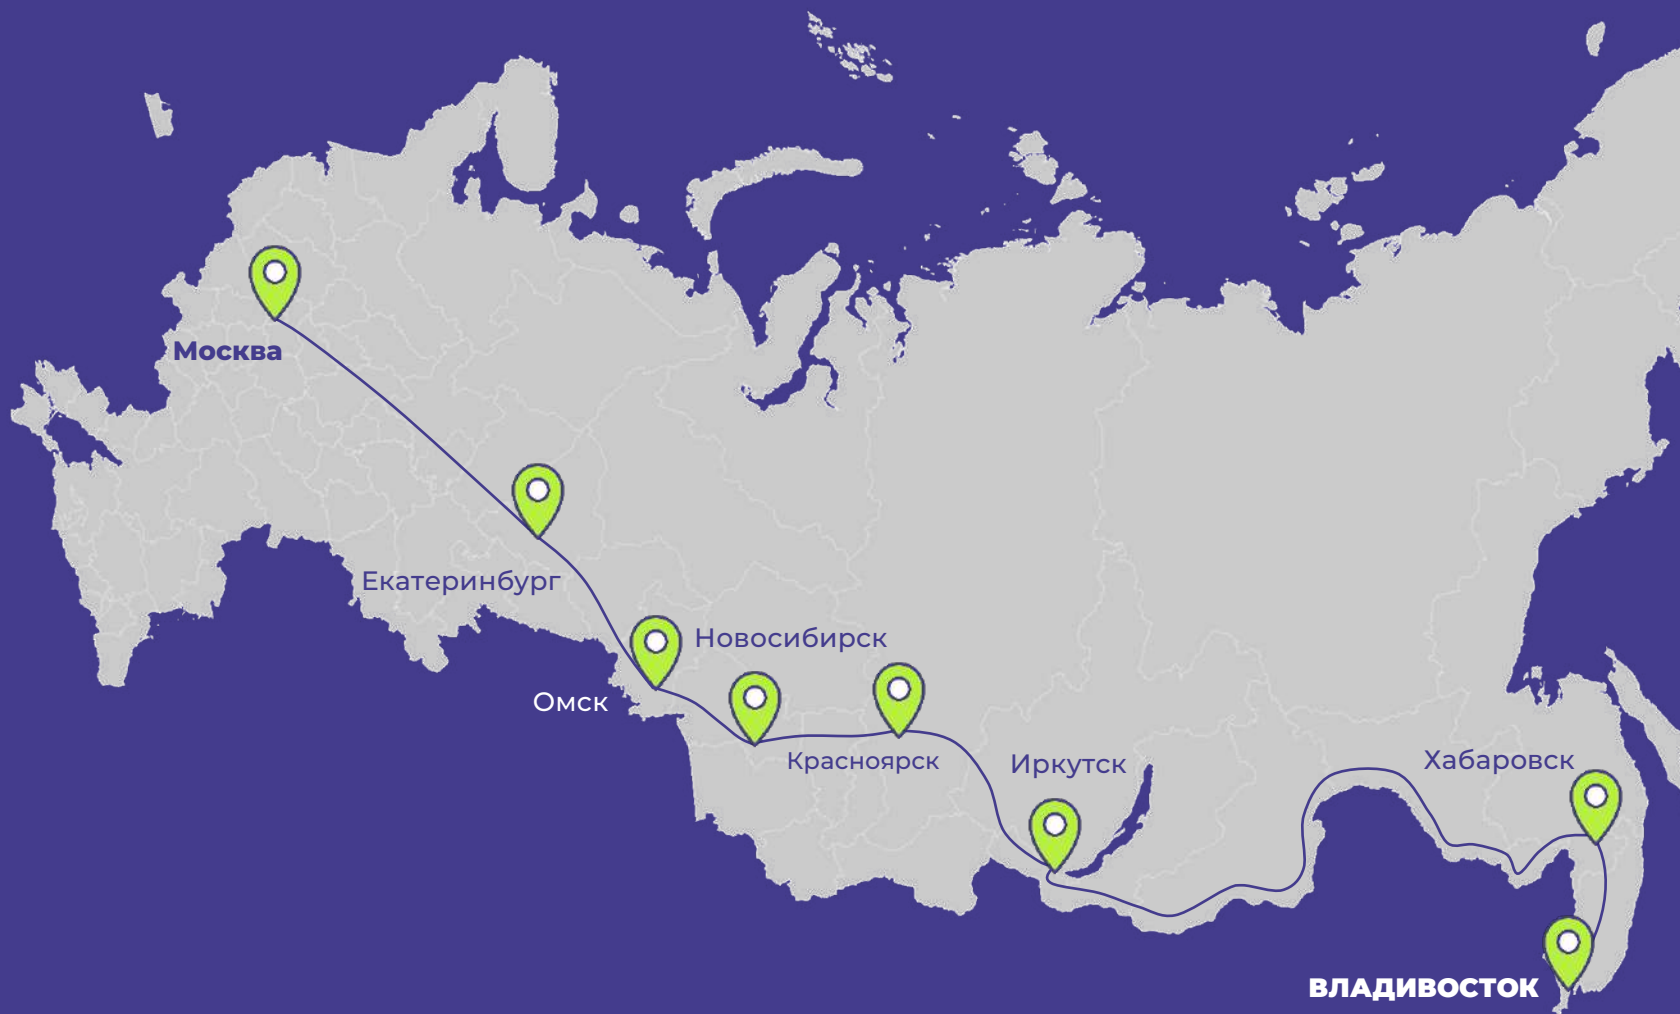 Москва
Екатеринбург
Новосибирск
Омск
Красноярск
Иркутск
Хабаровск
ВЛАДИВОСТОК